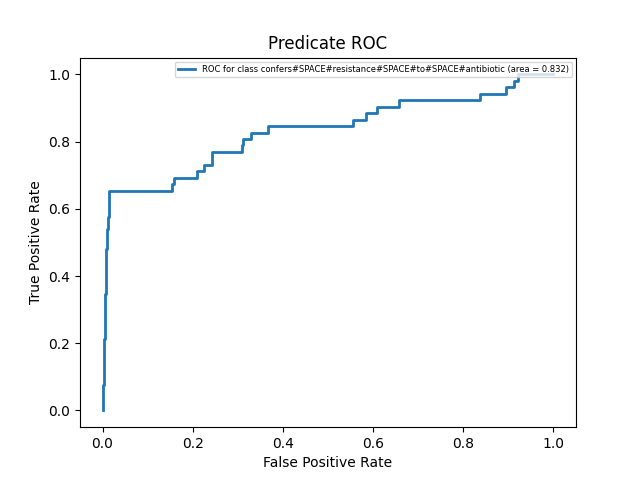 Predicate ROC
ROC for class confers#SPACE#resistance#SPACE#to#SPACE#antibiotic (area = 0.832)
1.0
0.8
0.6
0.4
0.2
0.0
True Positive Rate
0.0 0.2 0.4 0.6 0.8 1.0
False Positive Rate